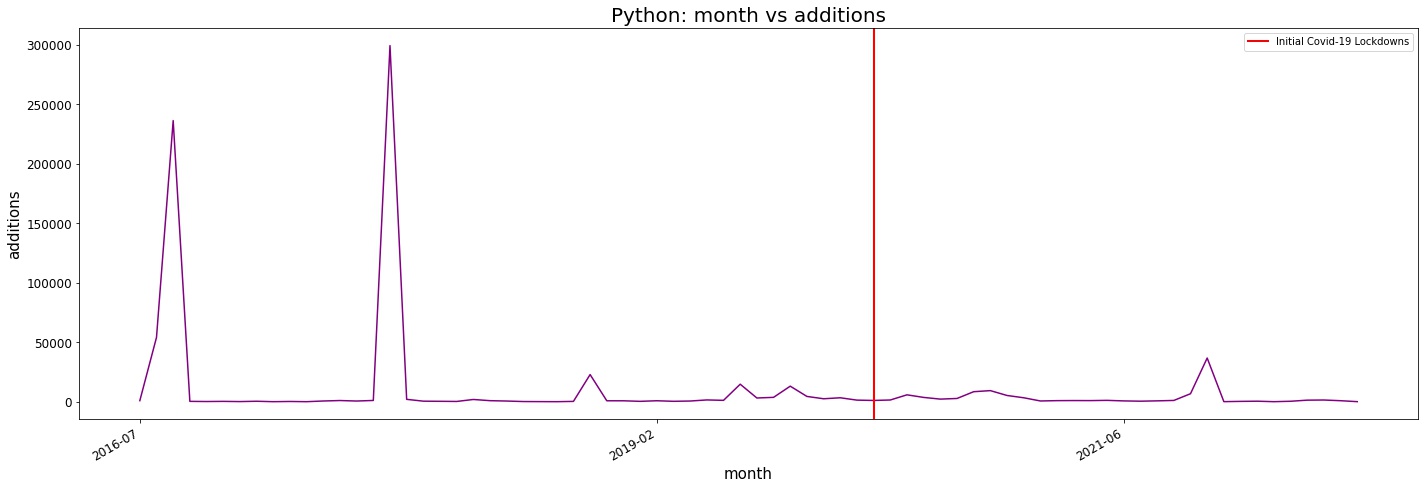 Python: month vs additions
Initial Covid-19 Lockdowns
additions
300000
250000
200000
150000
100000
50000
0
2016-07
2019-02
2021-06
month